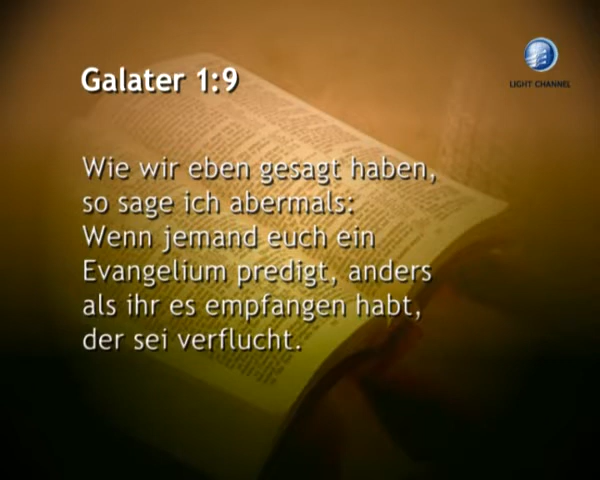 Galater 1:9
LIGHT CHANNEL
Wie wir eben gesagt haben,
so sage ich abermals:
Wenn jemand euch ein
Evangelium predigt, anders
als ihr es empfangen habt,
der sei verflucht.